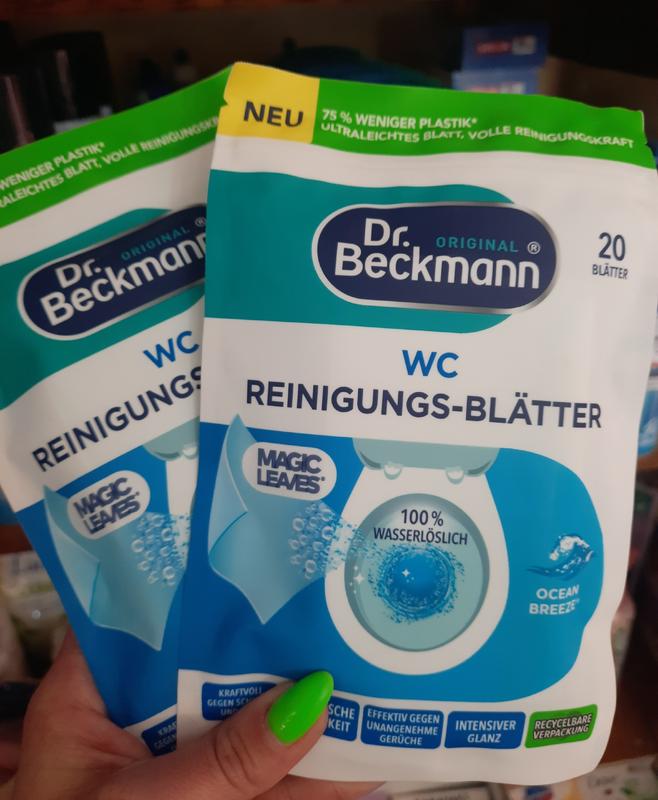 WENIGER PLASTIK*
LEICHTES BLATT, VOLLE
Dr.
ORIGINAL
Beckmann
WC
REINIGUNGS
MAGIC
LEAVES*
NEU
75 % WENIGER PLASTIK*
ULTRALEICHTES BLATT, VOLLE REINIGUNGSKRAFT
Dr.
ORIGINAL ®
Beckmann
20
BLÄTTER
WC
REINIGUNGS-BLÄTTER
MAGIC
LEAVES*
100 %
WASSERLÖSLICH
OCEAN
BREEZE
KRAFTVOLL
GEGEN
EFFEKTIV GEGEN
UNANGENEHME
GERÜCHE
INTENSIVER
GLANZ
RECYCELBARE
VERPACKUNG